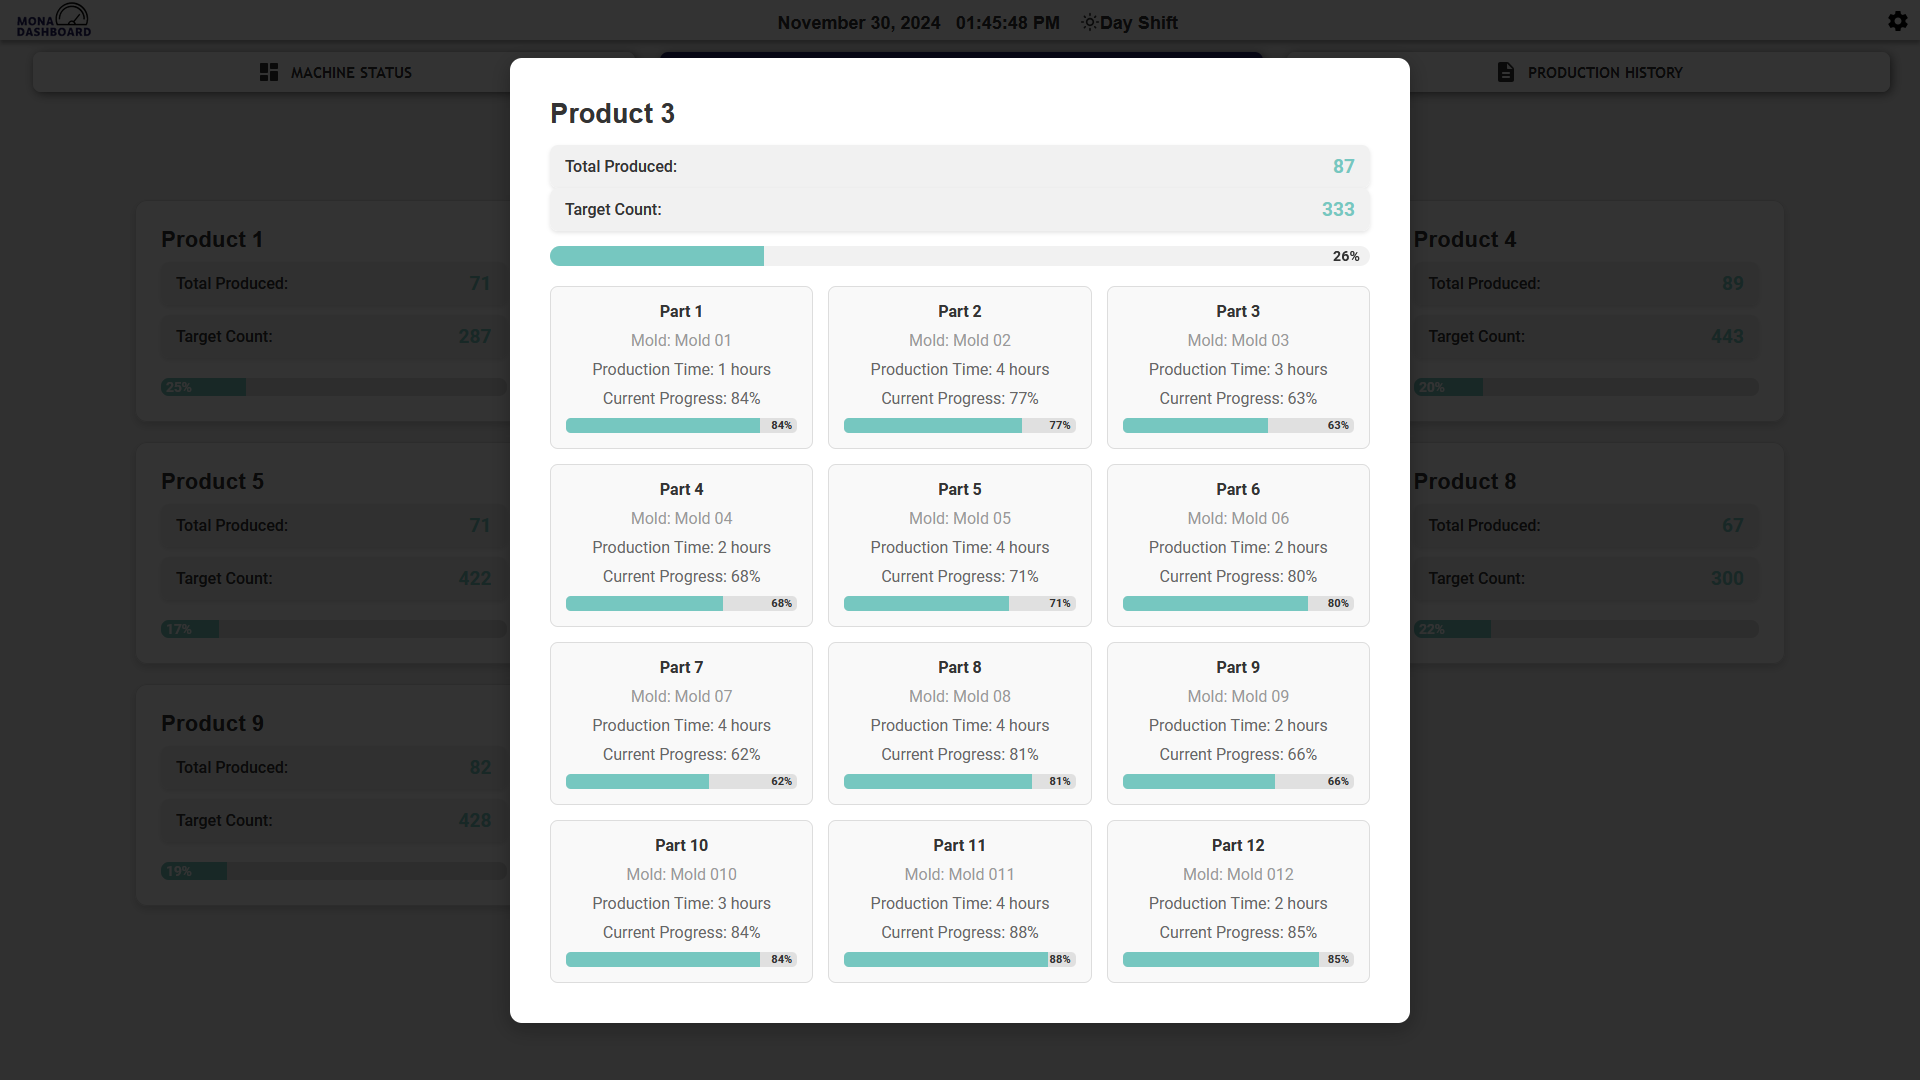 MONA
DASHBOARD
November 30, 2024 01:45:48 PM Day Shift
MACHINE STATUS
PRODUCTION HISTORY
Product 1
Total Produced: 71
Target Count: 287
25%
Product 4
Total Produced: 89
Target Count: 443
20%
Product 5
Total Produced: 71
Target Count: 422
17%
Product 8
Total Produced: 67
Target Count: 300
22%
Product 9
Total Produced: 82
Target Count: 428
19%
Product 3
Total Produced: 87
Target Count: 333
26%
Part 1
Mold: Mold 01
Production Time: 1 hours
Current Progress: 84%
84%
Part 2
Mold: Mold 02
Production Time: 4 hours
Current Progress: 77%
77%
Part 3
Mold: Mold 03
Production Time: 3 hours
Current Progress: 63%
63%
Part 4
Mold: Mold 04
Production Time: 2 hours
Current Progress: 68%
68%
Part 5
Mold: Mold 05
Production Time: 4 hours
Current Progress: 71%
71%
Part 6
Mold: Mold 06
Production Time: 2 hours
Current Progress: 80%
80%
Part 7
Mold: Mold 07
Production Time: 4 hours
Current Progress: 62%
62%
Part 8
Mold: Mold 08
Production Time: 4 hours
Current Progress: 81%
81%
Part 9
Mold: Mold 09
Production Time: 2 hours
Current Progress: 66%
66%
Part 10
Mold: Mold 010
Production Time: 3 hours
Current Progress: 84%
84%
Part 11
Mold: Mold 011
Production Time: 4 hours
Current Progress: 88%
88%
Part 12
Mold: Mold 012
Production Time: 2 hours
Current Progress: 85%
85%